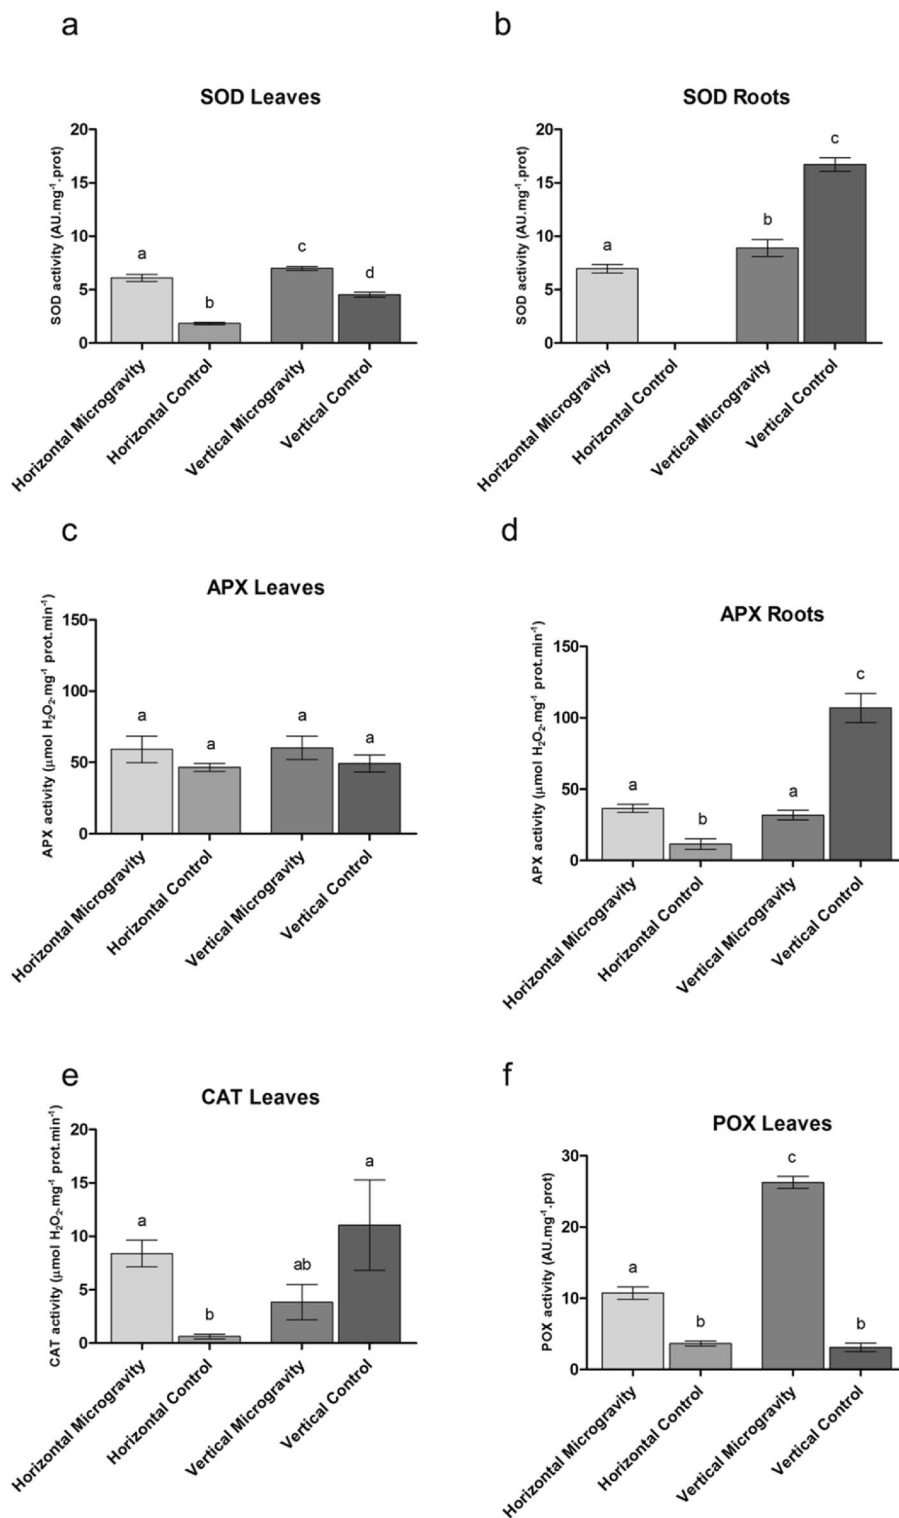 a
SOD Leaves
SOD activity (AU.mg⁻¹.prot)
20
15
10
5
0
a
b
c
d
Horizontal Microgravity
Horizontal Control
Vertical Microgravity
Vertical Control
b
SOD Roots
SOD activity (AU.mg⁻¹.prot)
20
15
10
5
0
a
b
c
Horizontal Microgravity
Horizontal Control
Vertical Microgravity
Vertical Control
c
APX Leaves
APX activity (μmol H₂O₂.mg⁻¹ prot.min⁻¹)
150
100
50
0
a
a
a
a
Horizontal Microgravity
Horizontal Control
Vertical Microgravity
Vertical Control
d
APX Roots
APX activity (μmol H₂O₂.mg⁻¹ prot.min⁻¹)
150
100
50
0
a
b
a
c
Horizontal Microgravity
Horizontal Control
Vertical Microgravity
Vertical Control
e
CAT Leaves
CAT activity (μmol H₂O₂.mg⁻¹ prot.min⁻¹)
20
15
10
5
0
a
b
ab
a
Horizontal Microgravity
Horizontal Control
Vertical Microgravity
Vertical Control
f
POX Leaves
POX activity (AU.mg⁻¹.prot)
30
20
10
0
a
b
c
b
Horizontal Microgravity
Horizontal Control
Vertical Microgravity
Vertical Control